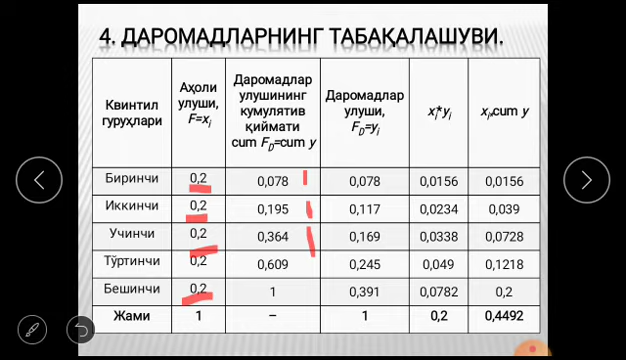 4. ДАРОМАДЛАРНИНГ ТАБАҚАЛАШУВИ.
Квинтил гуруҳлари | Аҳоли улуши, F=xi | Даромадлар улушининг кумулятив қиймати cum FD=cum y | Даромадлар улуши, FD=yi | xi*yi | xi*cum y
Биринчи 0,2 0,078 0,078 0,0156 0,0156
Иккинчи 0,2 0,195 0,117 0,0234 0,039
Учинчи 0,2 0,364 0,169 0,0338 0,0728
Тўртинчи 0,2 0,609 0,245 0,049 0,1218
Бешинчи 0,2 1 0,391 0,0782 0,2
Жами 1 – 1 0,2 0,4492